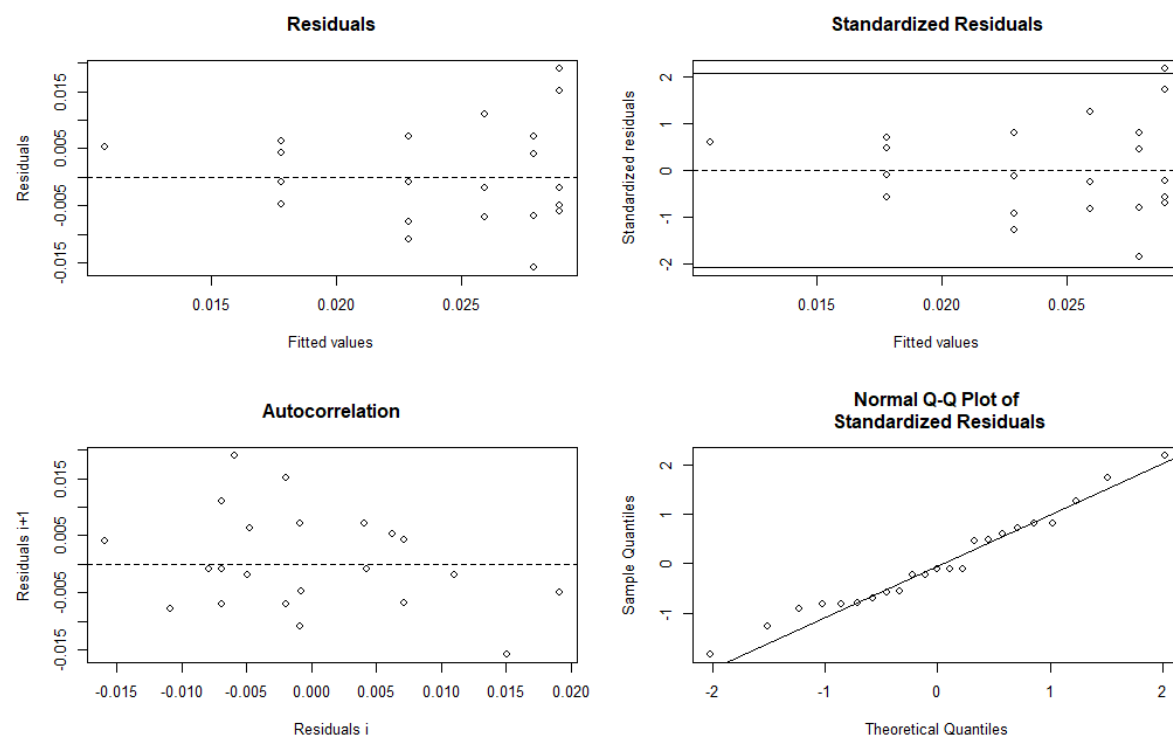 Residuals
Residuals
0.015
0.005
-0.005
-0.015
0.015
0.020
0.025
Fitted values
Standardized Residuals
Standardized residuals
2
1
0
-1
-2
0.015
0.020
0.025
Fitted values
Autocorrelation
Residuals i+1
0.015
0.005
-0.005
-0.015
-0.015
-0.010
-0.005
0.000
0.005
0.010
0.015
0.020
Residuals i
Normal Q-Q Plot of
Standardized Residuals
Sample Quantiles
2
1
0
-1
-2
-1
0
1
2
Theoretical Quantiles